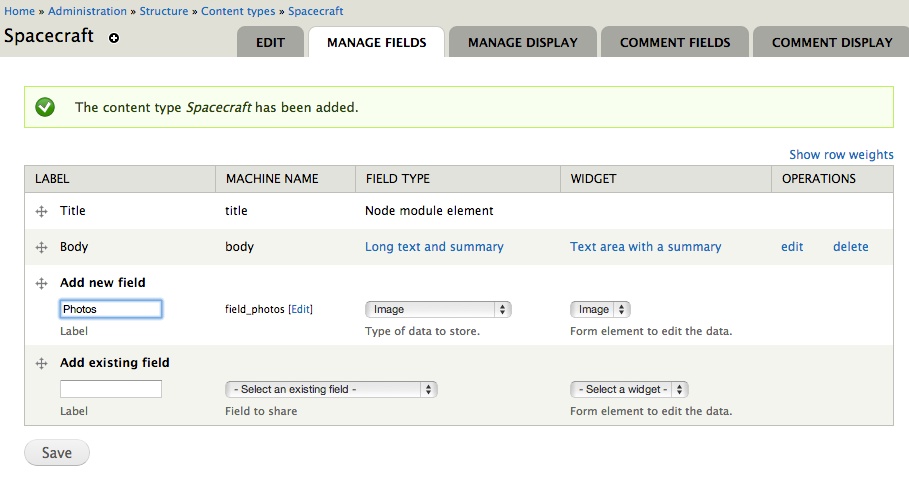 Home » Administration » Structure » Content types » Spacecraft
Spacecraft
EDIT MANAGE FIELDS MANAGE DISPLAY COMMENT FIELDS COMMENT DISPLAY
The content type Spacecraft has been added.
Show row weights
LABEL MACHINE NAME FIELD TYPE WIDGET OPERATIONS
Title title Node module element
Body body Long text and summary Text area with a summary edit delete
Add new field
Photos field_photos [Edit] Image Image
Label Type of data to store. Form element to edit the data.
Add existing field
- Select an existing field - - Select a widget -
Label Field to share Form element to edit the data.
Save